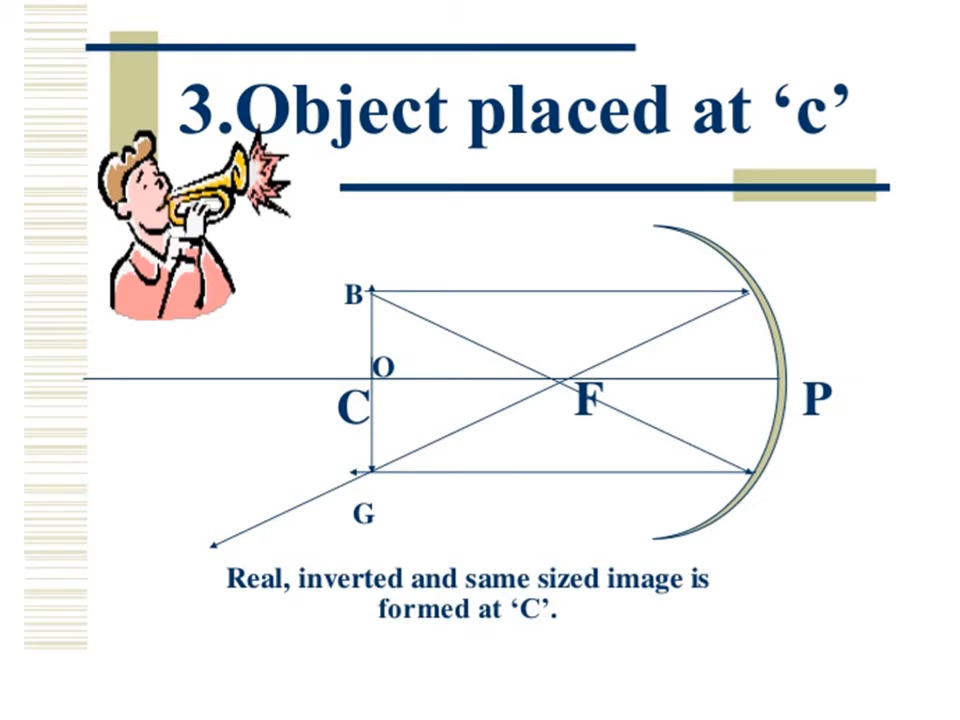 3.Object placed at ‘c’
B
O
C
F
P
G
Real, inverted and same sized image is
formed at ‘C’.